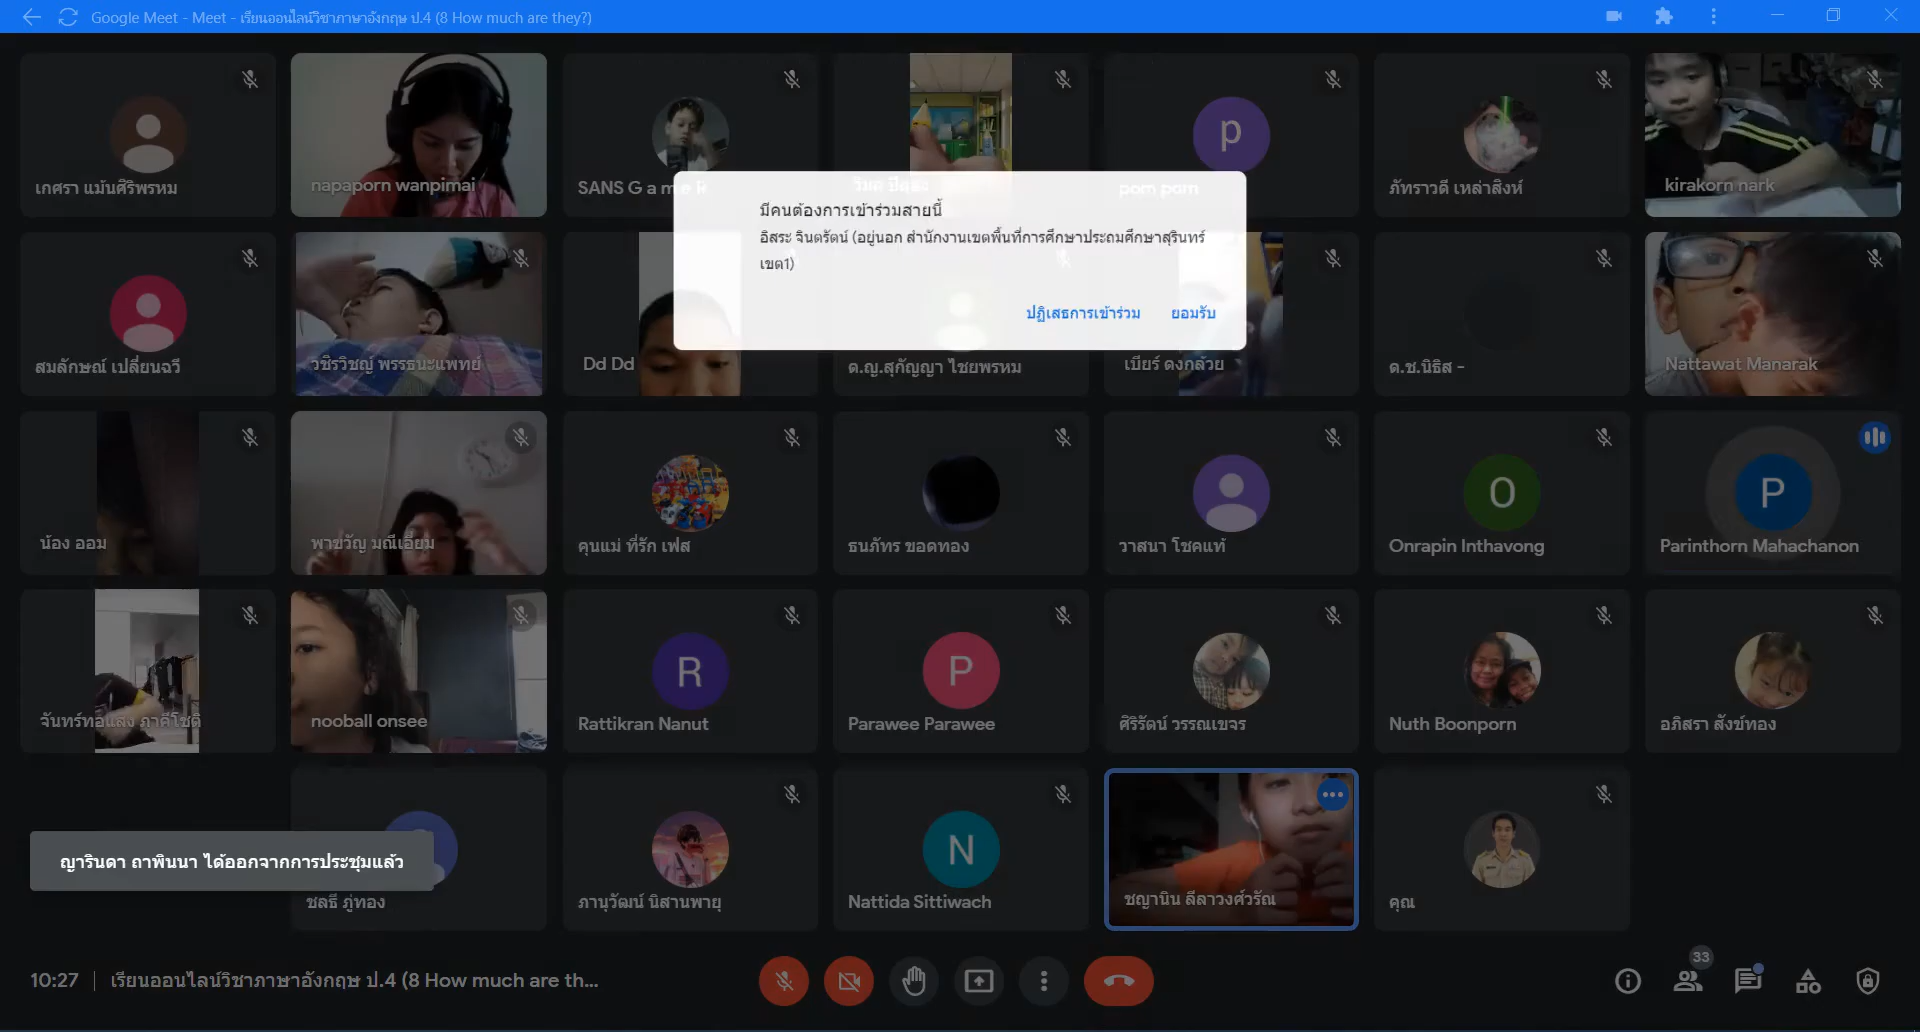 Google Meet - Meet - เรียนออนไลน์วิชาภาษาอังกฤษ ป.4 (8 How much are they?)
เกศรา แม้นศิริพรหม
napaporn wanpimai
SANS G a m e R
p
pom pom
ภัทราวดี เหล่าสิงห์
kirakorn nark
มีคนต้องการเข้าร่วมสายนี้
อิสระ จินตรัตน์ (อยู่นอก สำนักงานเขตพื้นที่การศึกษาประถมศึกษาสุรินทร์
เขต1)
ปฏิเสธการเข้าร่วม ยอมรับ
สมลักษณ์ เปลี่ยนฉวี
วชิรวิชญ์ พรรธนะแพทย์
Dd Dd
ด.ญ.สุกัญญา ไชยพรหม
เบียร์ ดงกล้วย
ด.ช.นิธิส -
Nattawat Manarak
น้อง ออม
พาขวัญ มณีเอี่ยม
คุนแม่ ที่รัก เฟส
ธนภัทร ขอดทอง
วาสนา โชคแท้
O
Onrapin Inthavong
P
Parinthorn Mahachanon
จันทร์ทอแสง ภาคีโชติ
nooball onsee
R
Rattikran Nanut
P
Parawee Parawee
ศิริรัตน์ วรรณเขจร
Nuth Boonporn
อภิสรา สังข์ทอง
ญารินดา ถาพินนา ได้ออกจากการประชุมแล้ว
ชลธี ภู่ทอง
ภานุวัฒน์ นิสานพายุ
N
Nattida Sittiwach
ชญานิน ลีลาวงศ์วรัณ
คุณ
10:27 | เรียนออนไลน์วิชาภาษาอังกฤษ ป.4 (8 How much are th...
33